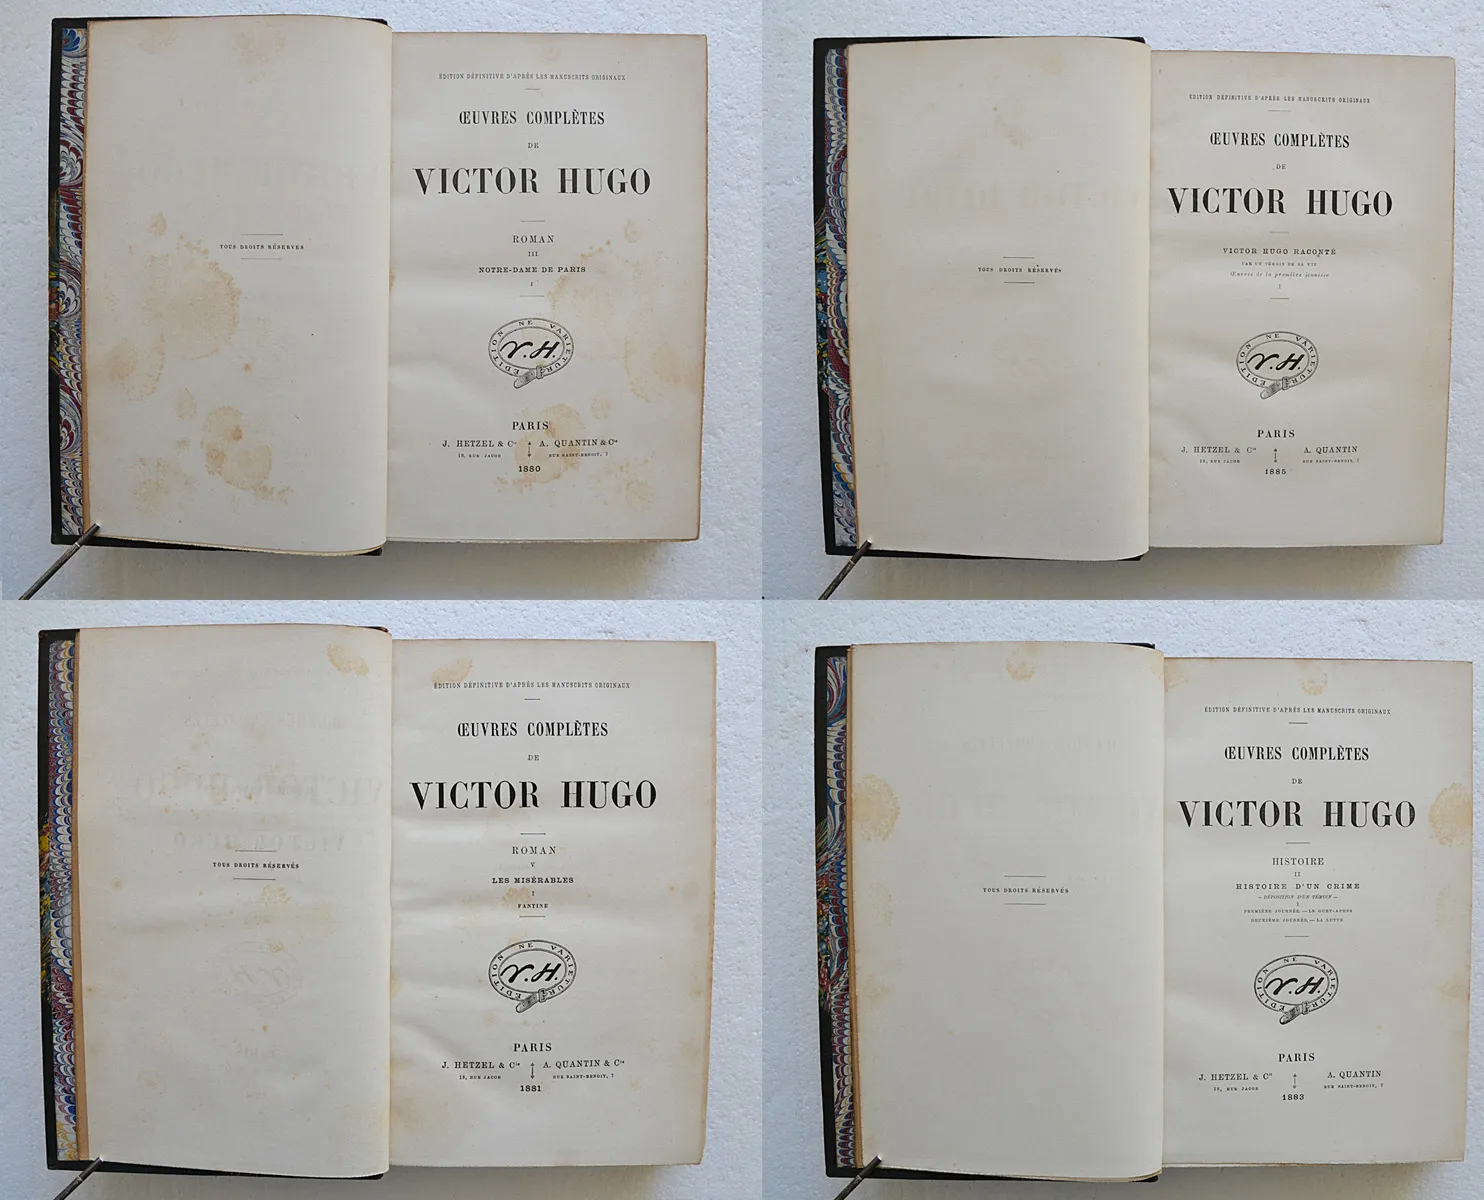 TOUS DROITS RÉSERVÉS
ÉDITION DÉFINITIVE D'APRÈS LES MANUSCRITS ORIGINAUX
ŒUVRES COMPLÈTES
DE
VICTOR HUGO
ROMAN
III
NOTRE-DAME DE PARIS
I
EDITION NE VARIETUR
V.H.
PARIS
J. HETZEL & Cie A. QUANTIN & Cie
18, RUE JACOB RUE SAINT-BENOIT, 7
1880
TOUS DROITS RÉSERVÉS
ÉDITION DÉFINITIVE D'APRÈS LES MANUSCRITS ORIGINAUX
ŒUVRES COMPLÈTES
DE
VICTOR HUGO
VICTOR HUGO RACONTÉ
PAR UN TÉMOIN DE SA VIE
Œuvres de la première jeunesse
I
EDITION NE VARIETUR
V.H.
PARIS
J. HETZEL & Cie A. QUANTIN
18, RUE JACOB RUE SAINT-BENOIT, 7
1885
TOUS DROITS RÉSERVÉS
ÉDITION DÉFINITIVE D'APRÈS LES MANUSCRITS ORIGINAUX
ŒUVRES COMPLÈTES
DE
VICTOR HUGO
ROMAN
V
LES MISÉRABLES
I
FANTINE
EDITION NE VARIETUR
V.H.
PARIS
J. HETZEL & Cie A. QUANTIN & Cie
18, RUE JACOB RUE SAINT-BENOIT, 7
1881
TOUS DROITS RÉSERVÉS
ÉDITION DÉFINITIVE D'APRÈS LES MANUSCRITS ORIGINAUX
ŒUVRES COMPLÈTES
DE
VICTOR HUGO
HISTOIRE
II
HISTOIRE D'UN CRIME
— DÉPOSITION D'UN TÉMOIN —
I
PREMIÈRE JOURNÉE. — LE GUET-APENS
DEUXIÈME JOURNÉE. — LA LUTTE
EDITION NE VARIETUR
V.H.
PARIS
J. HETZEL & Cie A. QUANTIN
18, RUE JACOB RUE SAINT-BENOIT, 7
1883